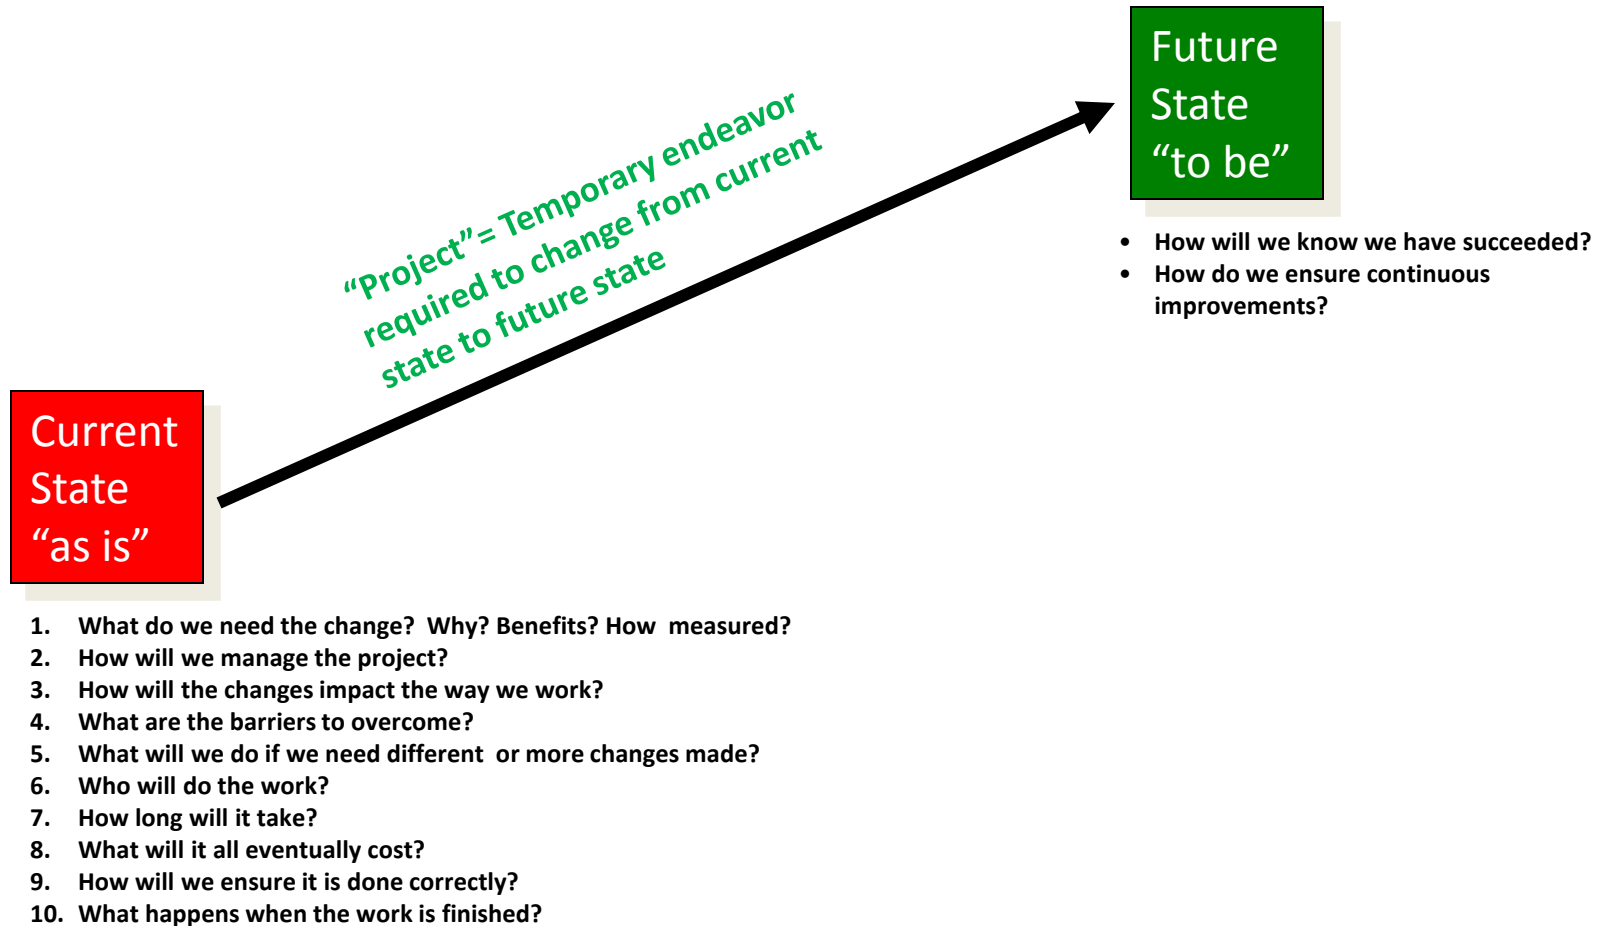 Future
State
“to be”
• How will we know we have succeeded?
• How do we ensure continuous
improvements?
“Project”= Temporary endeavor
required to change from current
state to future state
Current
State
“as is”
1. What do we need the change?  Why? Benefits? How  measured?
2. How will we manage the project?
3. How will the changes impact the way we work?
4. What are the barriers to overcome?
5. What will we do if we need different  or more changes made?
6. Who will do the work?
7. How long will it take?
8. What will it all eventually cost?
9. How will we ensure it is done correctly?
10. What happens when the work is finished?